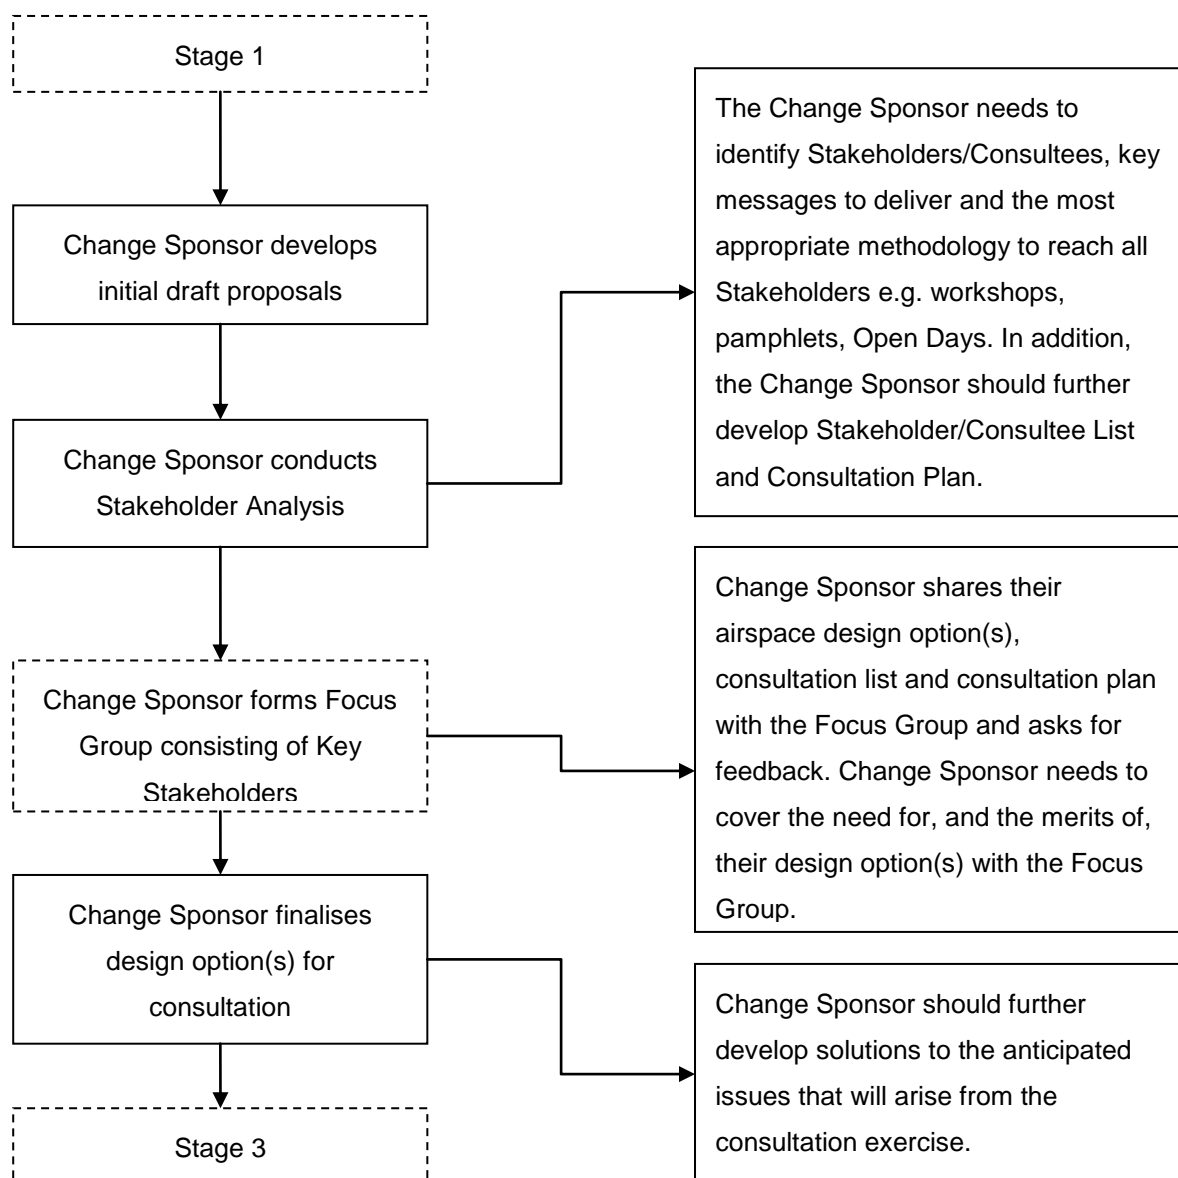 Stage 1
Change Sponsor develops
initial draft proposals
Change Sponsor conducts
Stakeholder Analysis
The Change Sponsor needs to
identify Stakeholders/Consultees, key
messages to deliver and the most
appropriate methodology to reach all
Stakeholders e.g. workshops,
pamphlets, Open Days. In addition,
the Change Sponsor should further
develop Stakeholder/Consultee List
and Consultation Plan.
Change Sponsor forms Focus
Group consisting of Key
Stakeholders
Change Sponsor shares their
airspace design option(s),
consultation list and consultation plan
with the Focus Group and asks for
feedback. Change Sponsor needs to
cover the need for, and the merits of,
their design option(s) with the Focus
Group.
Change Sponsor finalises
design option(s) for
consultation
Change Sponsor should further
develop solutions to the anticipated
issues that will arise from the
consultation exercise.
Stage 3